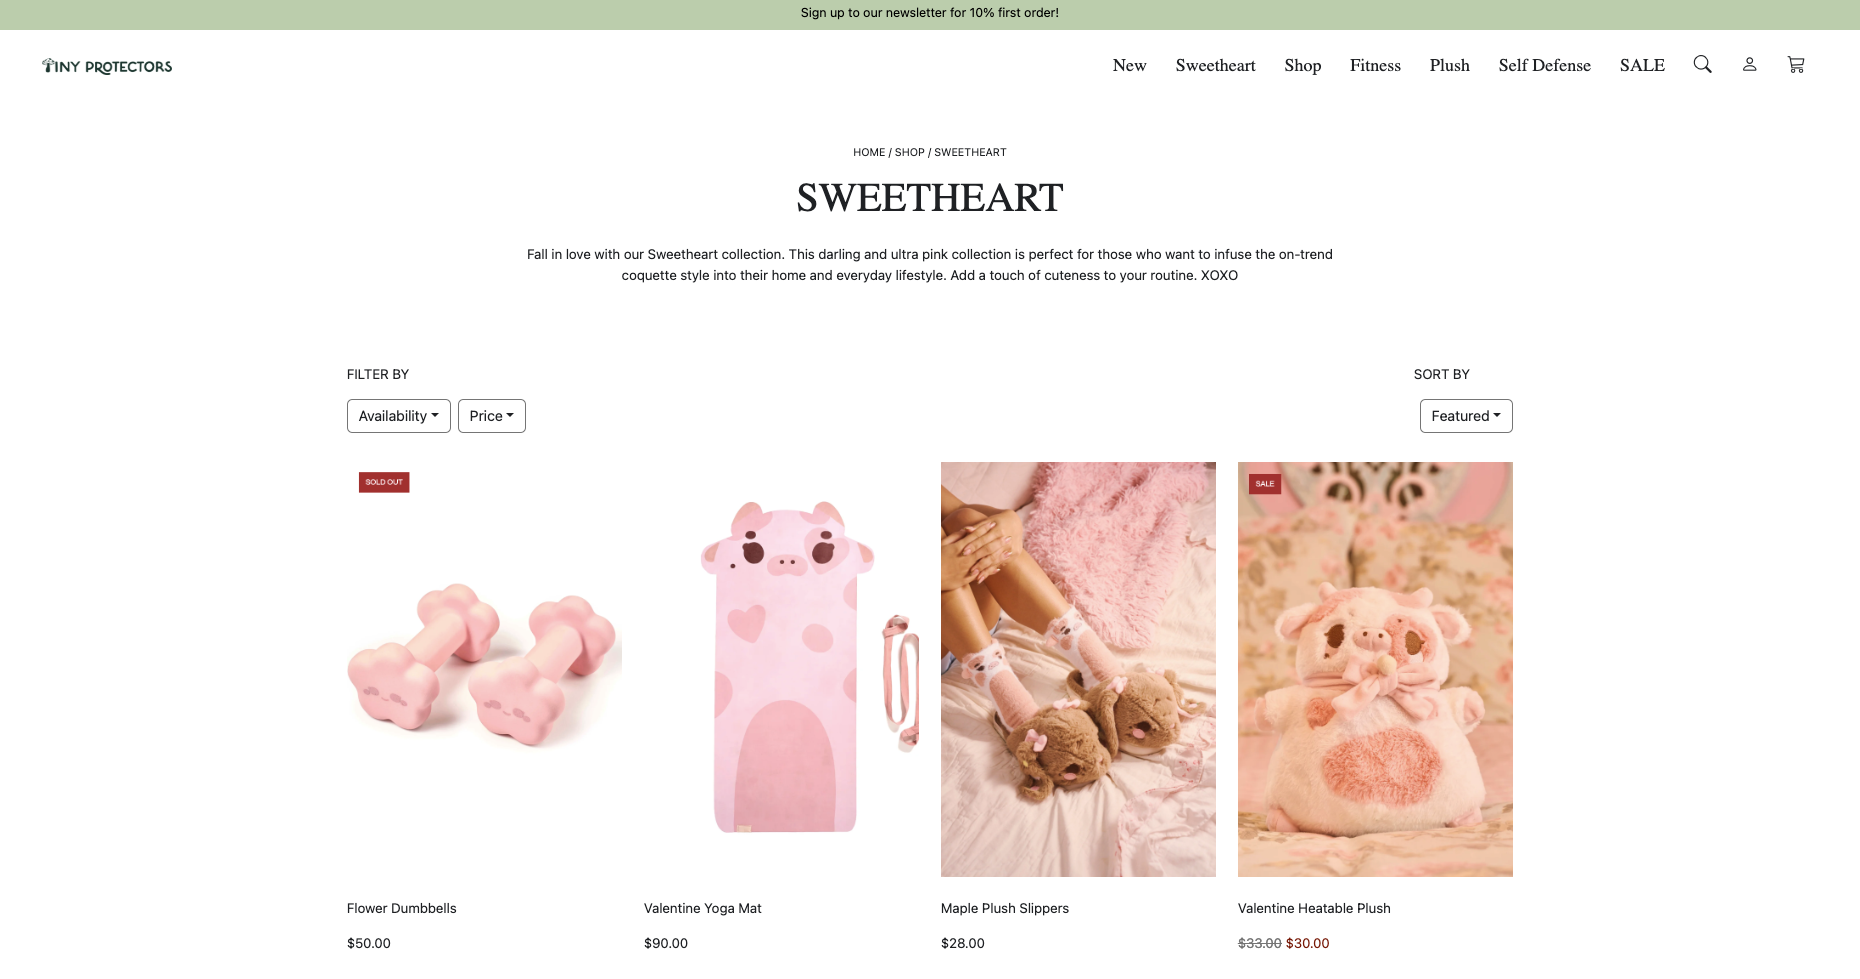 Sign up to our newsletter for 10% first order!
TINY PROTECTORS
New Sweetheart Shop Fitness Plush Self Defense SALE
HOME / SHOP / SWEETHEART
SWEETHEART
Fall in love with our Sweetheart collection. This darling and ultra pink collection is perfect for those who want to infuse the on-trend
coquette style into their home and everyday lifestyle. Add a touch of cuteness to your routine. XOXO
FILTER BY
SORT BY
Availability Price
Featured
SOLD OUT
SALE
Flower Dumbbells
$50.00
Valentine Yoga Mat
$90.00
Maple Plush Slippers
$28.00
Valentine Heatable Plush
$33.00 $30.00